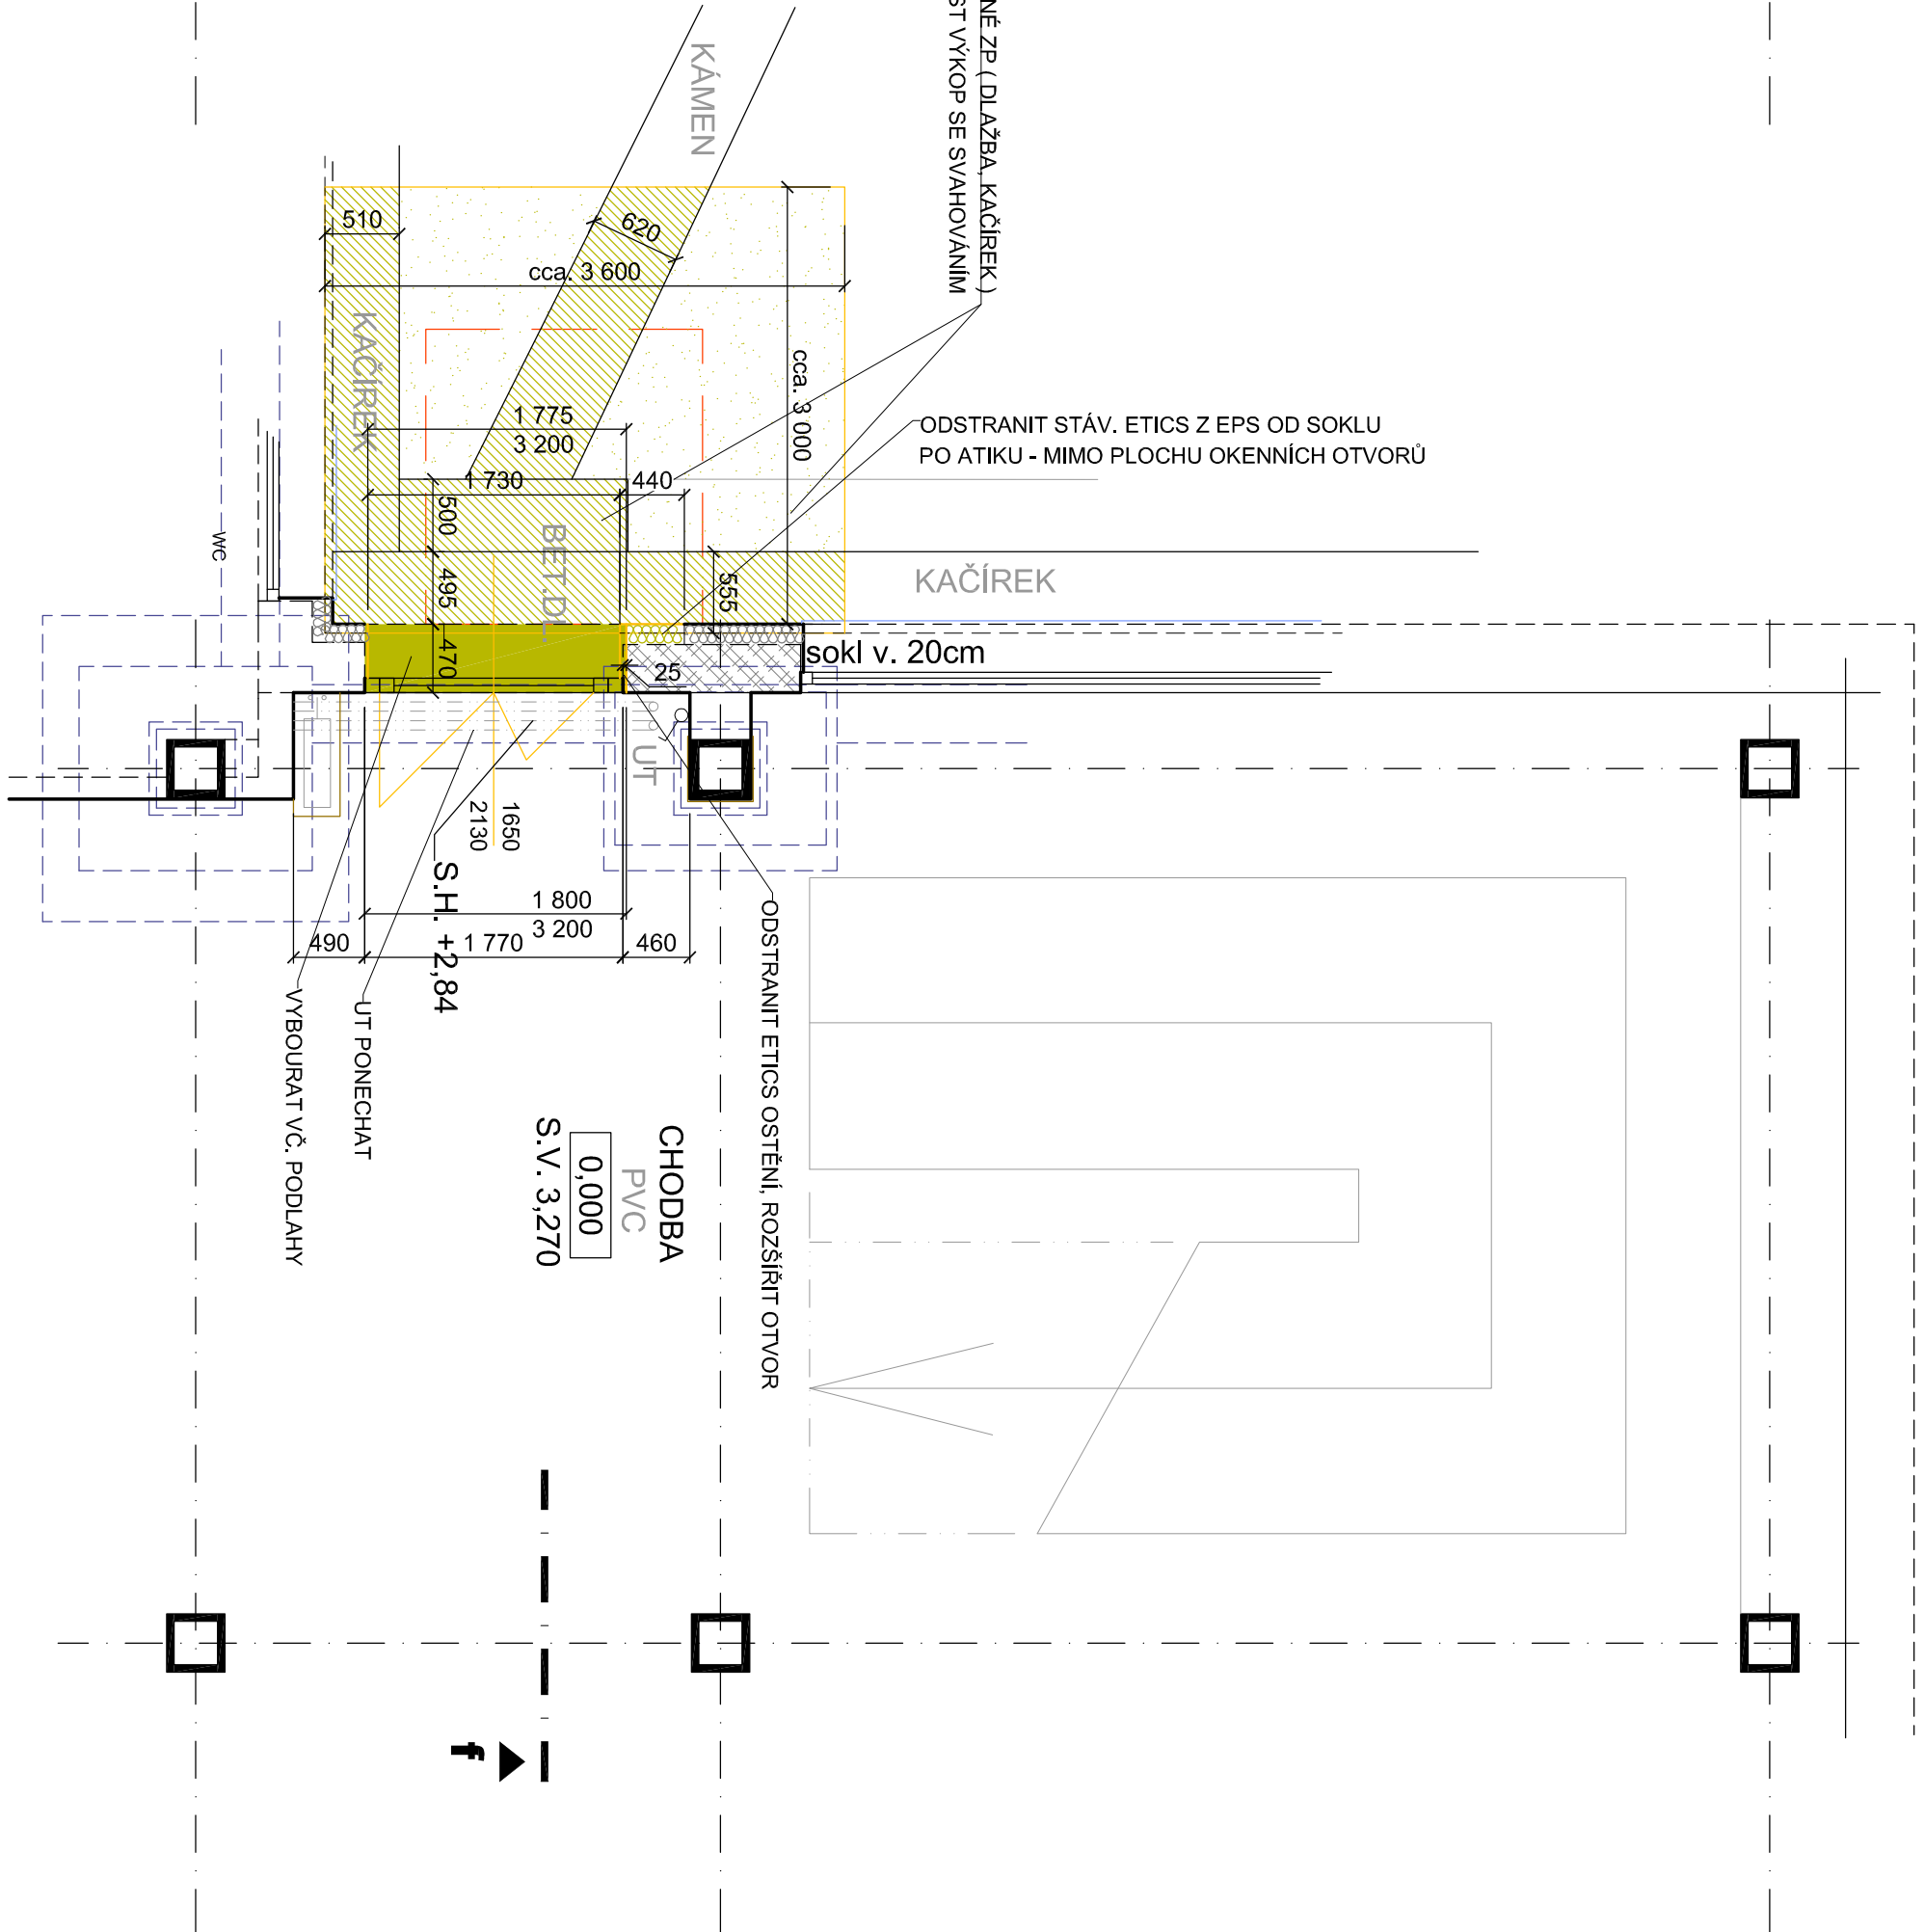 NÉ ZP ( DLAŽBA, KAČÍREK )
ST VÝKOP SE SVAHOVÁNÍM
KÁMEN
510
620
cca. 3 600
KAČÍREK
cca. 3 000
1 775
3 200
ODSTRANIT STÁV. ETICS Z EPS OD SOKLU
PO ATIKU - MIMO PLOCHU OKENNÍCH OTVORŮ
1 730
440
500
BET.DL.
WC
495
555
KAČÍREK
470
sokl v. 20cm
25
UT
1650
2130
S.H. +2,84
1 800
3 200
490
1 770
460
ODSTRANIT ETICS OSTĚNÍ, ROZŠÍŘIT OTVOR
UT PONECHAT
VYBOURAT VČ. PODLAHY
CHODBA
PVC
0,000
S.V. 3,270
f